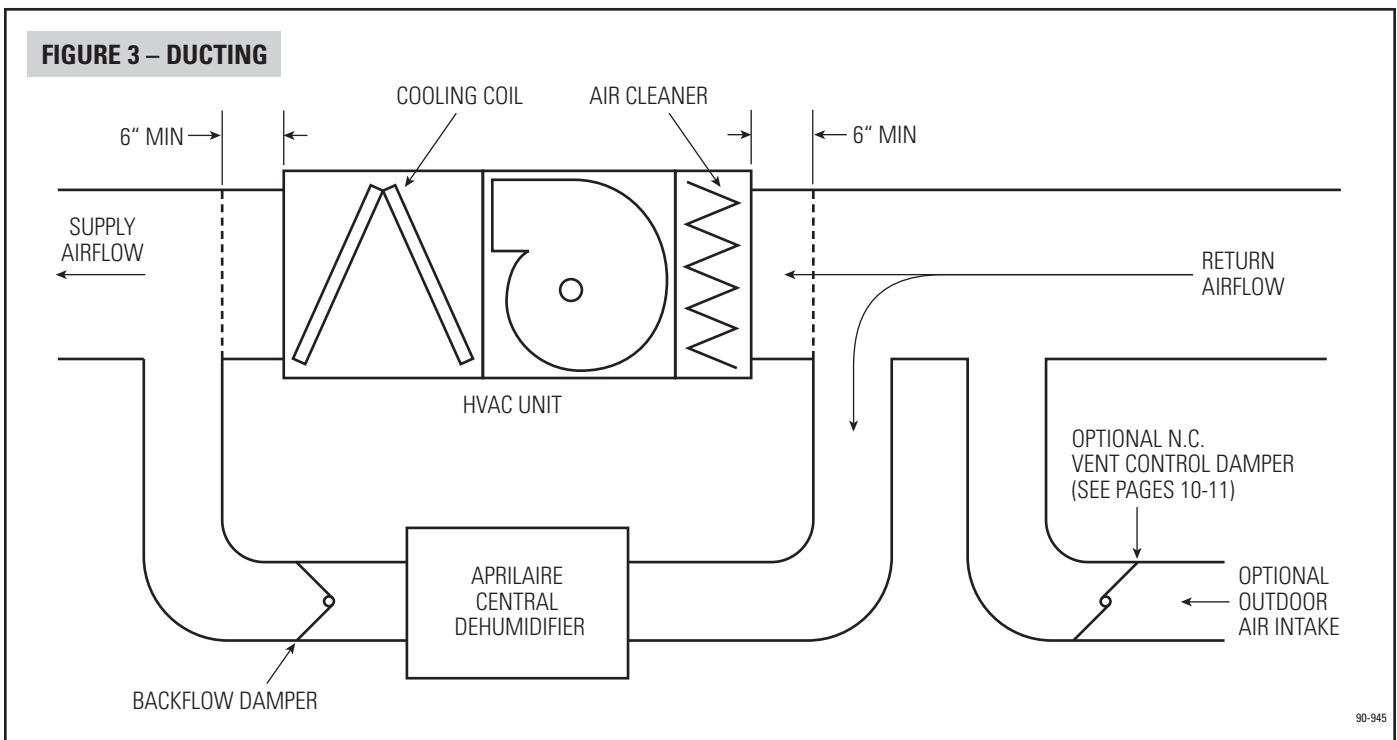 FIGURE 3 – DUCTING
COOLING COIL
AIR CLEANER
6“ MIN
6“ MIN
SUPPLY
AIRFLOW
RETURN
AIRFLOW
HVAC UNIT
OPTIONAL N.C.
VENT CONTROL DAMPER
(SEE PAGES 10-11)
APRILAIRE
CENTRAL
DEHUMIDIFIER
OPTIONAL
OUTDOOR
AIR INTAKE
BACKFLOW DAMPER
90-945